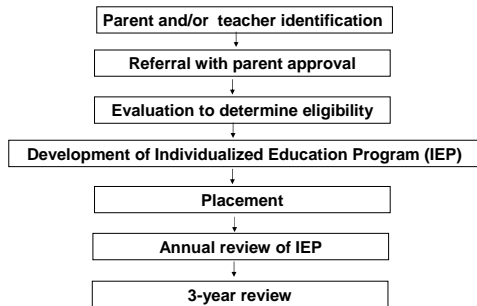 Parent and/or teacher identification
Referral with parent approval
Evaluation to determine eligibility
Development of Individualized Education Program (IEP)
Placement
Annual review of IEP
3-year review